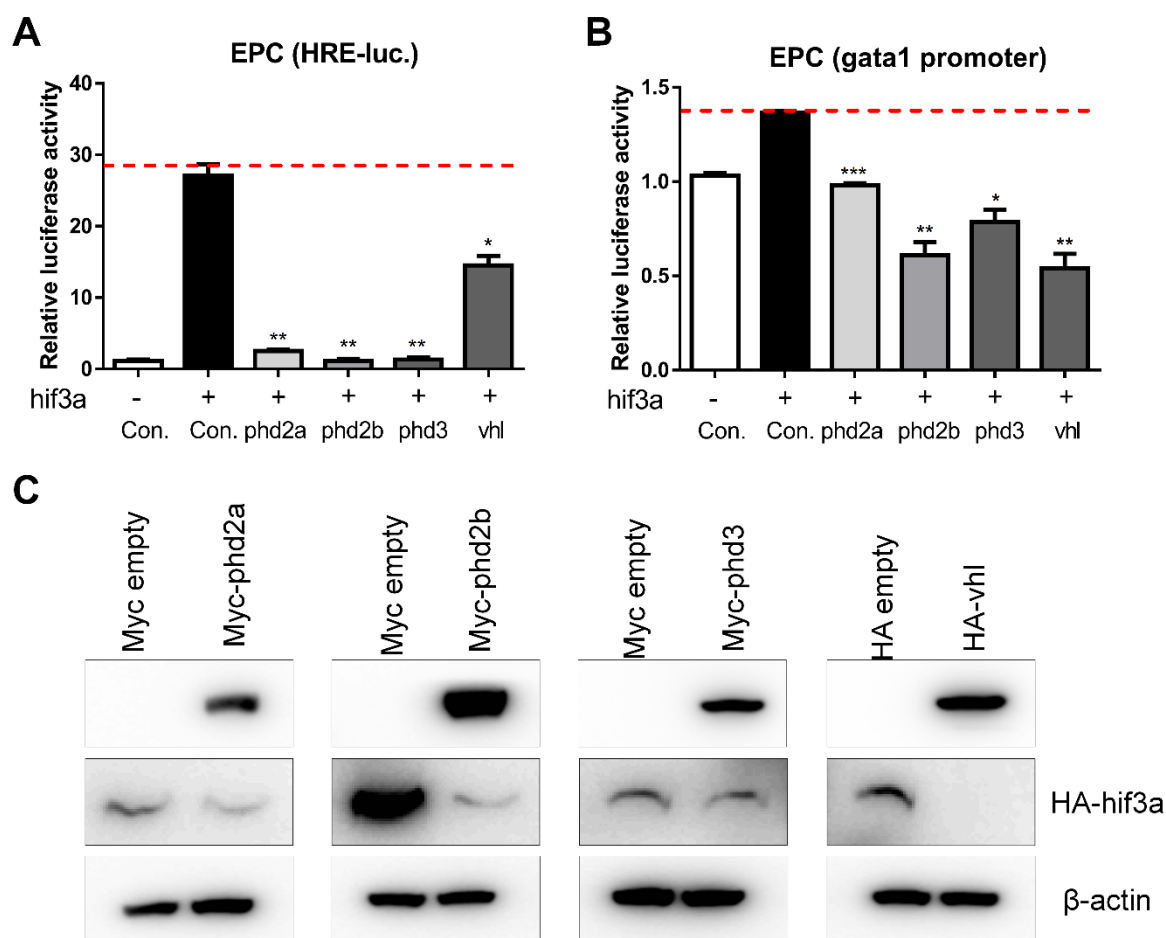 A
EPC (HRE-luc.)
Relative luciferase activity
40
30
20
10
0
** ** ** *
hif3a - + + + + +
Con. Con. phd2a phd2b phd3 vhl
B
EPC (gata1 promoter)
Relative luciferase activity
1.5
1.0
0.5
0.0
*** ** * **
hif3a - + + + + +
Con. Con. phd2a phd2b phd3 vhl
C
Myc empty Myc-phd2a Myc empty Myc-phd2b Myc empty Myc-phd3 HA empty HA-vhl
HA-hif3a
β-actin